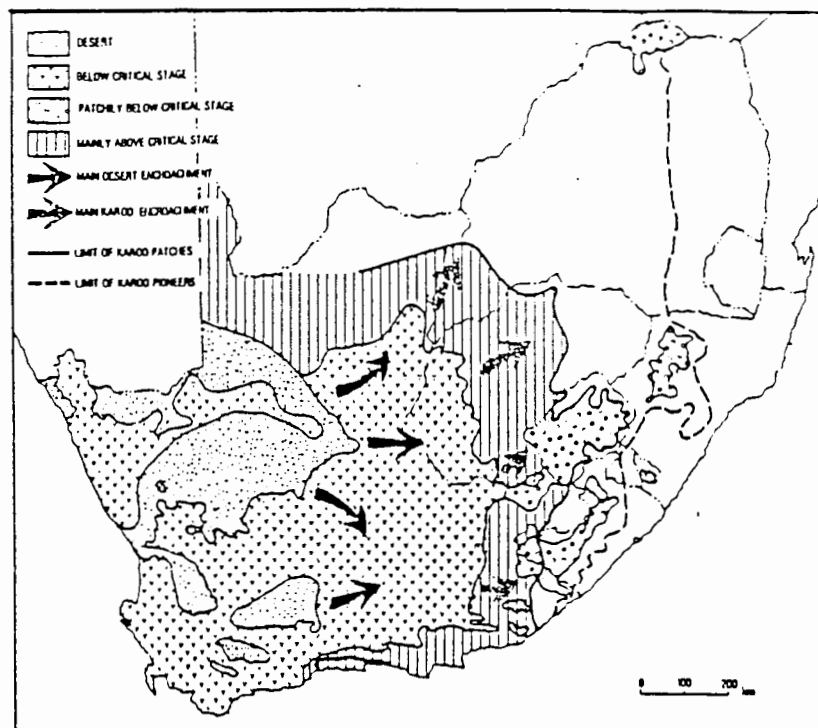 DESERT
BELOW CRITICAL STAGE
PATCHILY BELOW CRITICAL STAGE
MAINLY ABOVE CRITICAL STAGE
MAIN DESERT ENCROACHMENT
MAIN KAROO ENCROACHMENT
LIMIT OF KAROO PATCHES
LIMIT OF KAROO PIONEERS
0 100 200 km